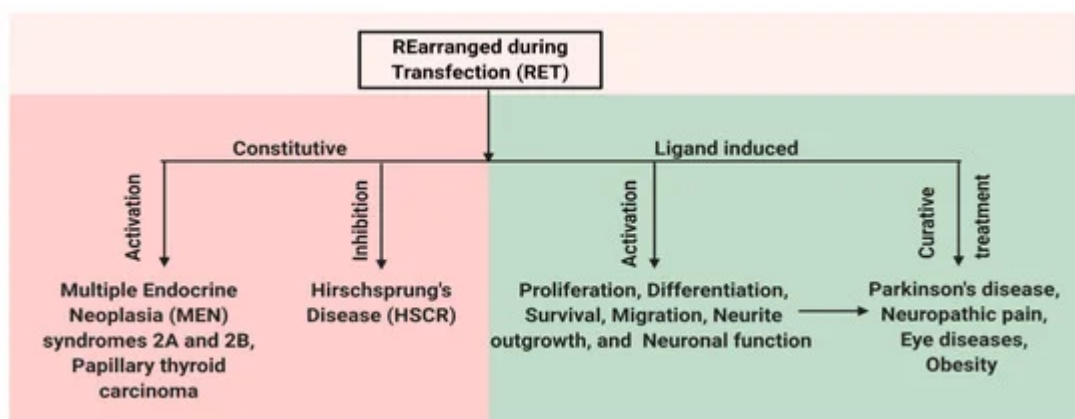 REarranged during
Transfection (RET)
Constitutive
Ligand induced
Activation
Inhibition
Activation
Curative
treatment
Multiple Endocrine
Neoplasia (MEN)
syndromes 2A and 2B,
Papillary thyroid
carcinoma
Hirschsprung's
Disease (HSCR)
Proliferation, Differentiation,
Survival, Migration, Neurite
outgrowth, and Neuronal function
Parkinson's disease,
Neuropathic pain,
Eye diseases,
Obesity